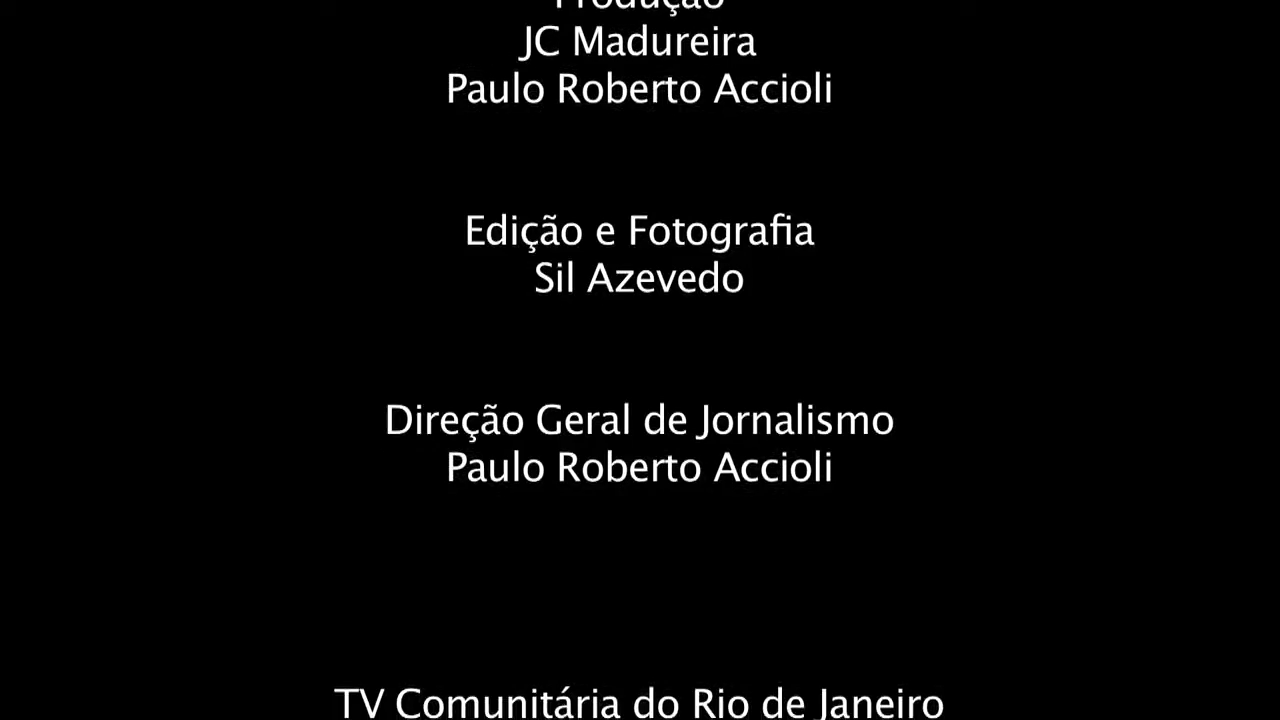 Produção
JC Madureira
Paulo Roberto Accioli
Edição e Fotografia
Sil Azevedo
Direção Geral de Jornalismo
Paulo Roberto Accioli
TV Comunitária do Rio de Janeiro